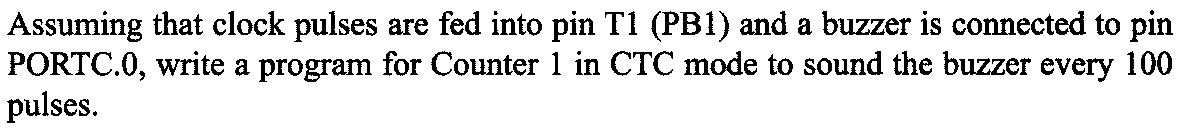 Assuming that clock pulses are fed into pin T1 (PB1) and a buzzer is connected to pin
PORTC.0, write a program for Counter 1 in CTC mode to sound the buzzer every 100
pulses.